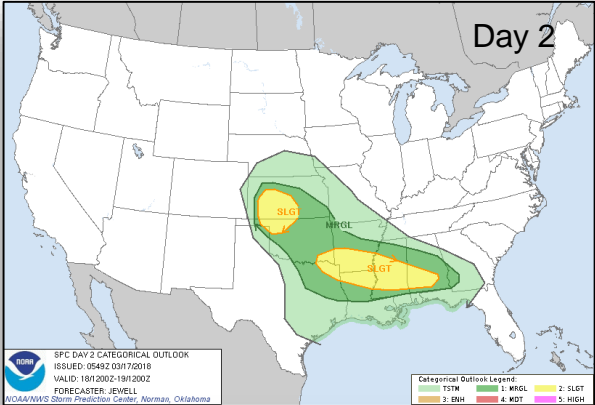 Day 2
SLGT
MRGL
SLGT
NOAA
SPC DAY 2 CATEGORICAL OUTLOOK
ISSUED: 0549Z 03/17/2018
VALID: 18/1200Z-19/1200Z
FORECASTER: JEWELL
NOAA/NWS Storm Prediction Center, Norman, Oklahoma
Categorical Outlook Legend:
TSTM 1: MRGL 2: SLGT
3: ENH 4: MDT 5: HIGH